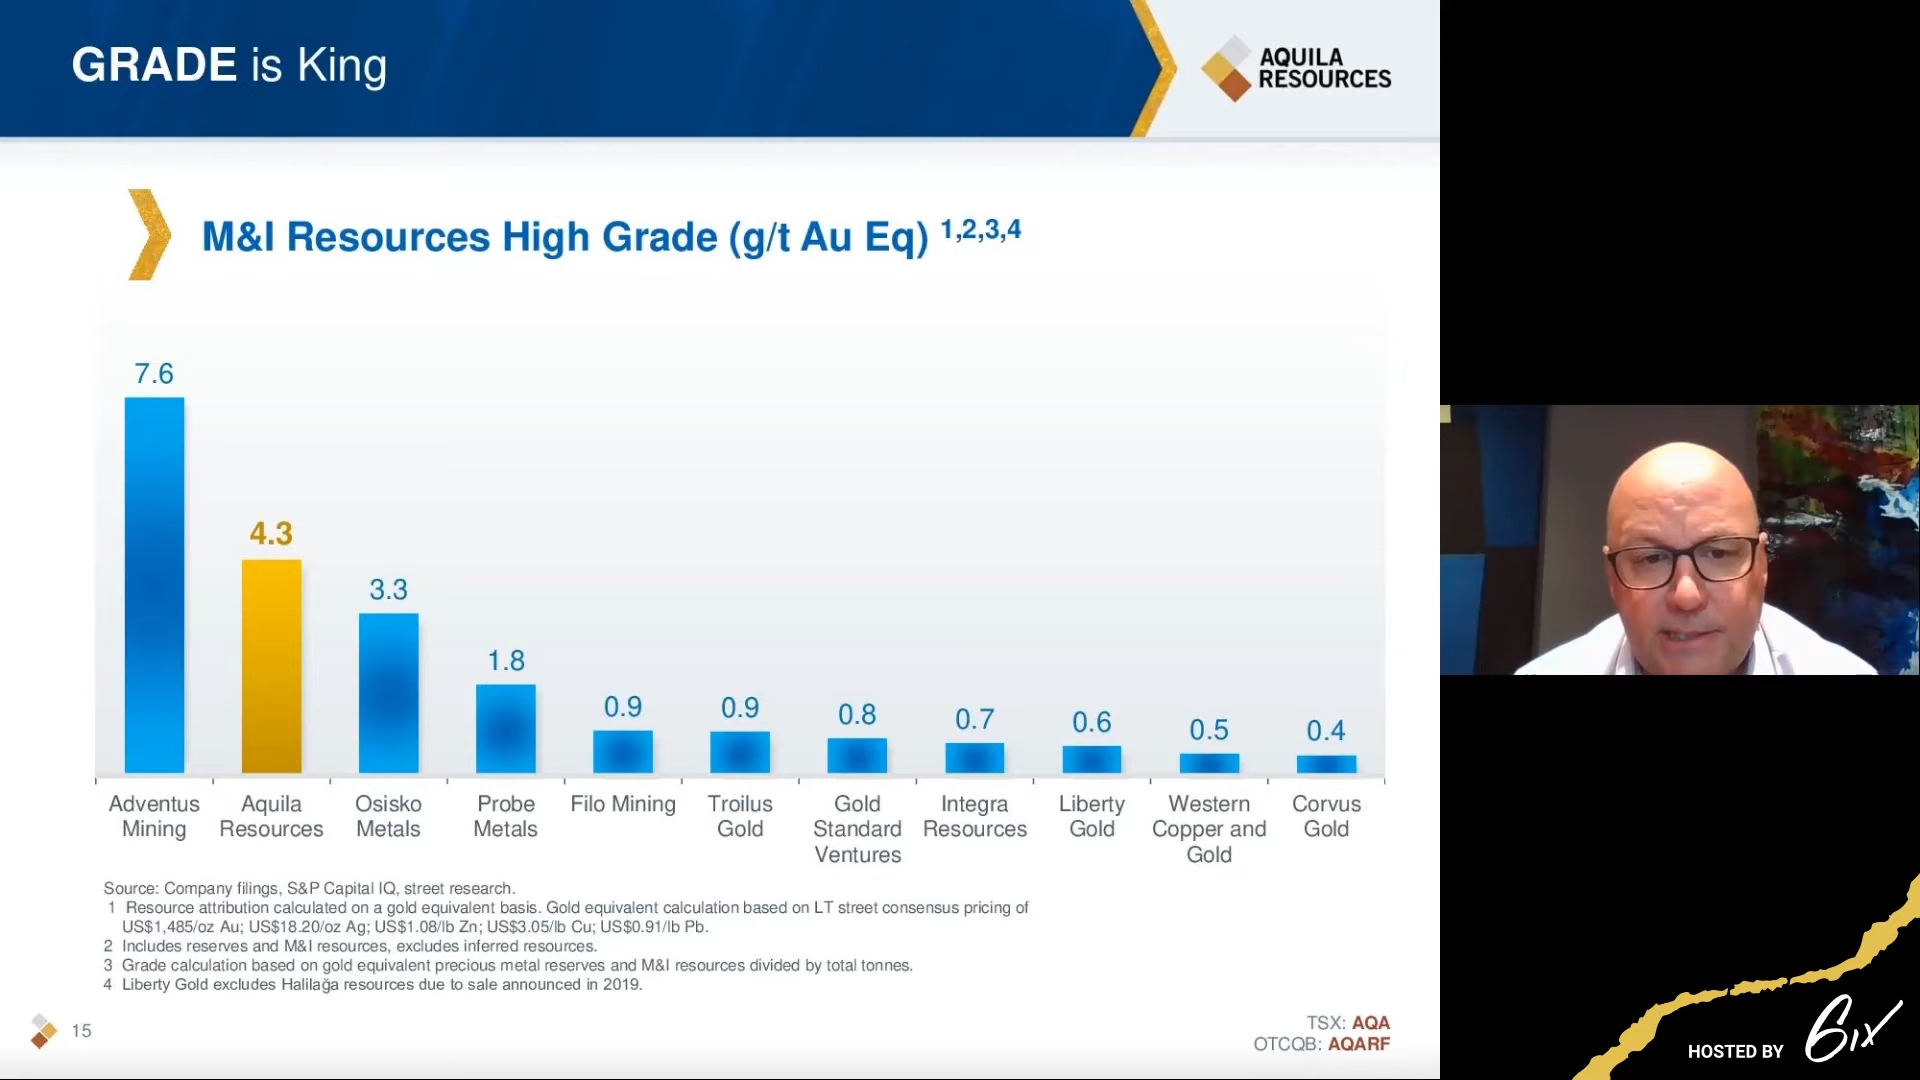 GRADE is King
AQUILA
RESOURCES
M&I Resources High Grade (g/t Au Eq) 1,2,3,4
7.6
4.3
3.3
1.8
0.9
0.9
0.8
0.7
0.6
0.5
0.4
Adventus
Mining
Aquila
Resources
Osisko
Metals
Probe
Metals
Filo Mining
Troilus
Gold
Gold
Standard
Ventures
Integra
Resources
Liberty
Gold
Western
Copper and
Gold
Corvus
Gold
Source: Company filings, S&P Capital IQ, street research.
1 Resource attribution calculated on a gold equivalent basis. Gold equivalent calculation based on LT street consensus pricing of
US$1,485/oz Au; US$18.20/oz Ag; US$1.08/lb Zn; US$3.05/lb Cu; US$0.91/lb Pb.
2 Includes reserves and M&I resources, excludes inferred resources.
3 Grade calculation based on gold equivalent precious metal reserves and M&I resources divided by total tonnes.
4 Liberty Gold excludes Halilağa resources due to sale announced in 2019.
15
TSX: AQA
OTCQB: AQARF
HOSTED BY 6ix